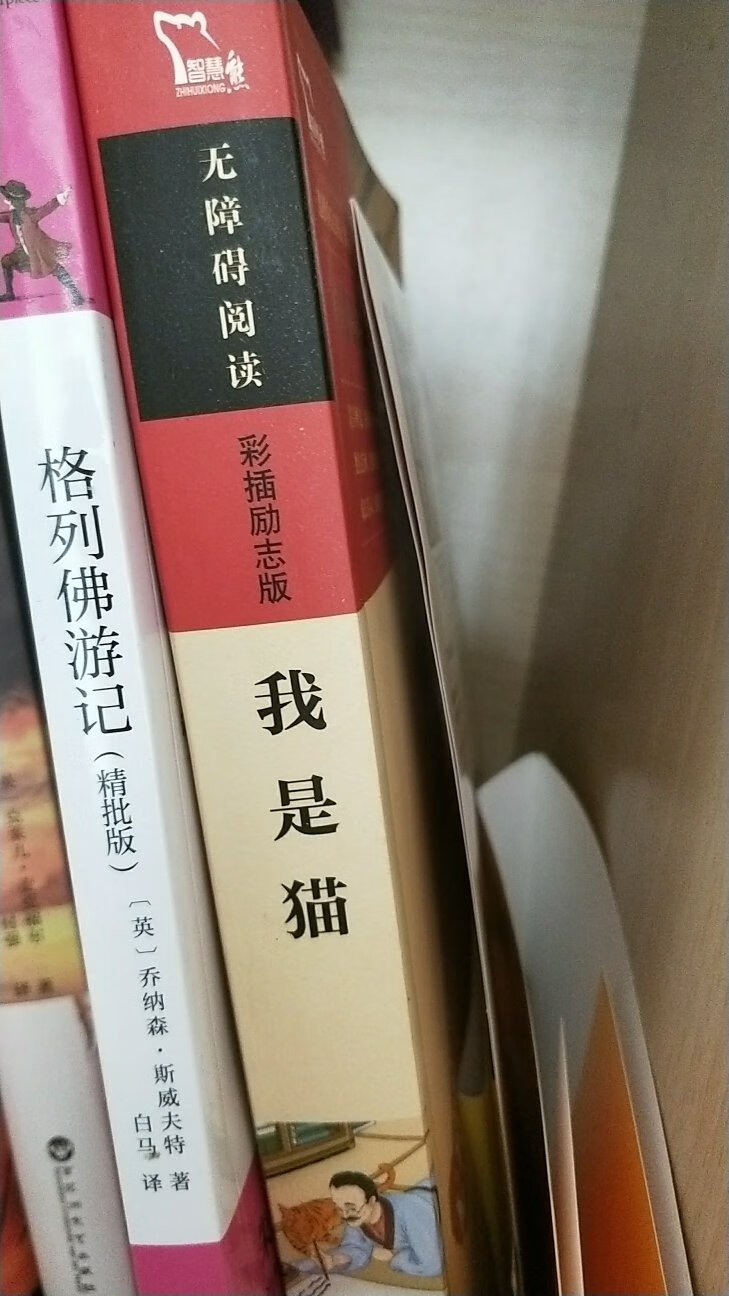 智慧熊
ZHIHUIXIONG
无障碍阅读
彩插励志版
我是猫
格列佛游记（精批版）
〔英〕乔纳森·斯威夫特 著
白马 译